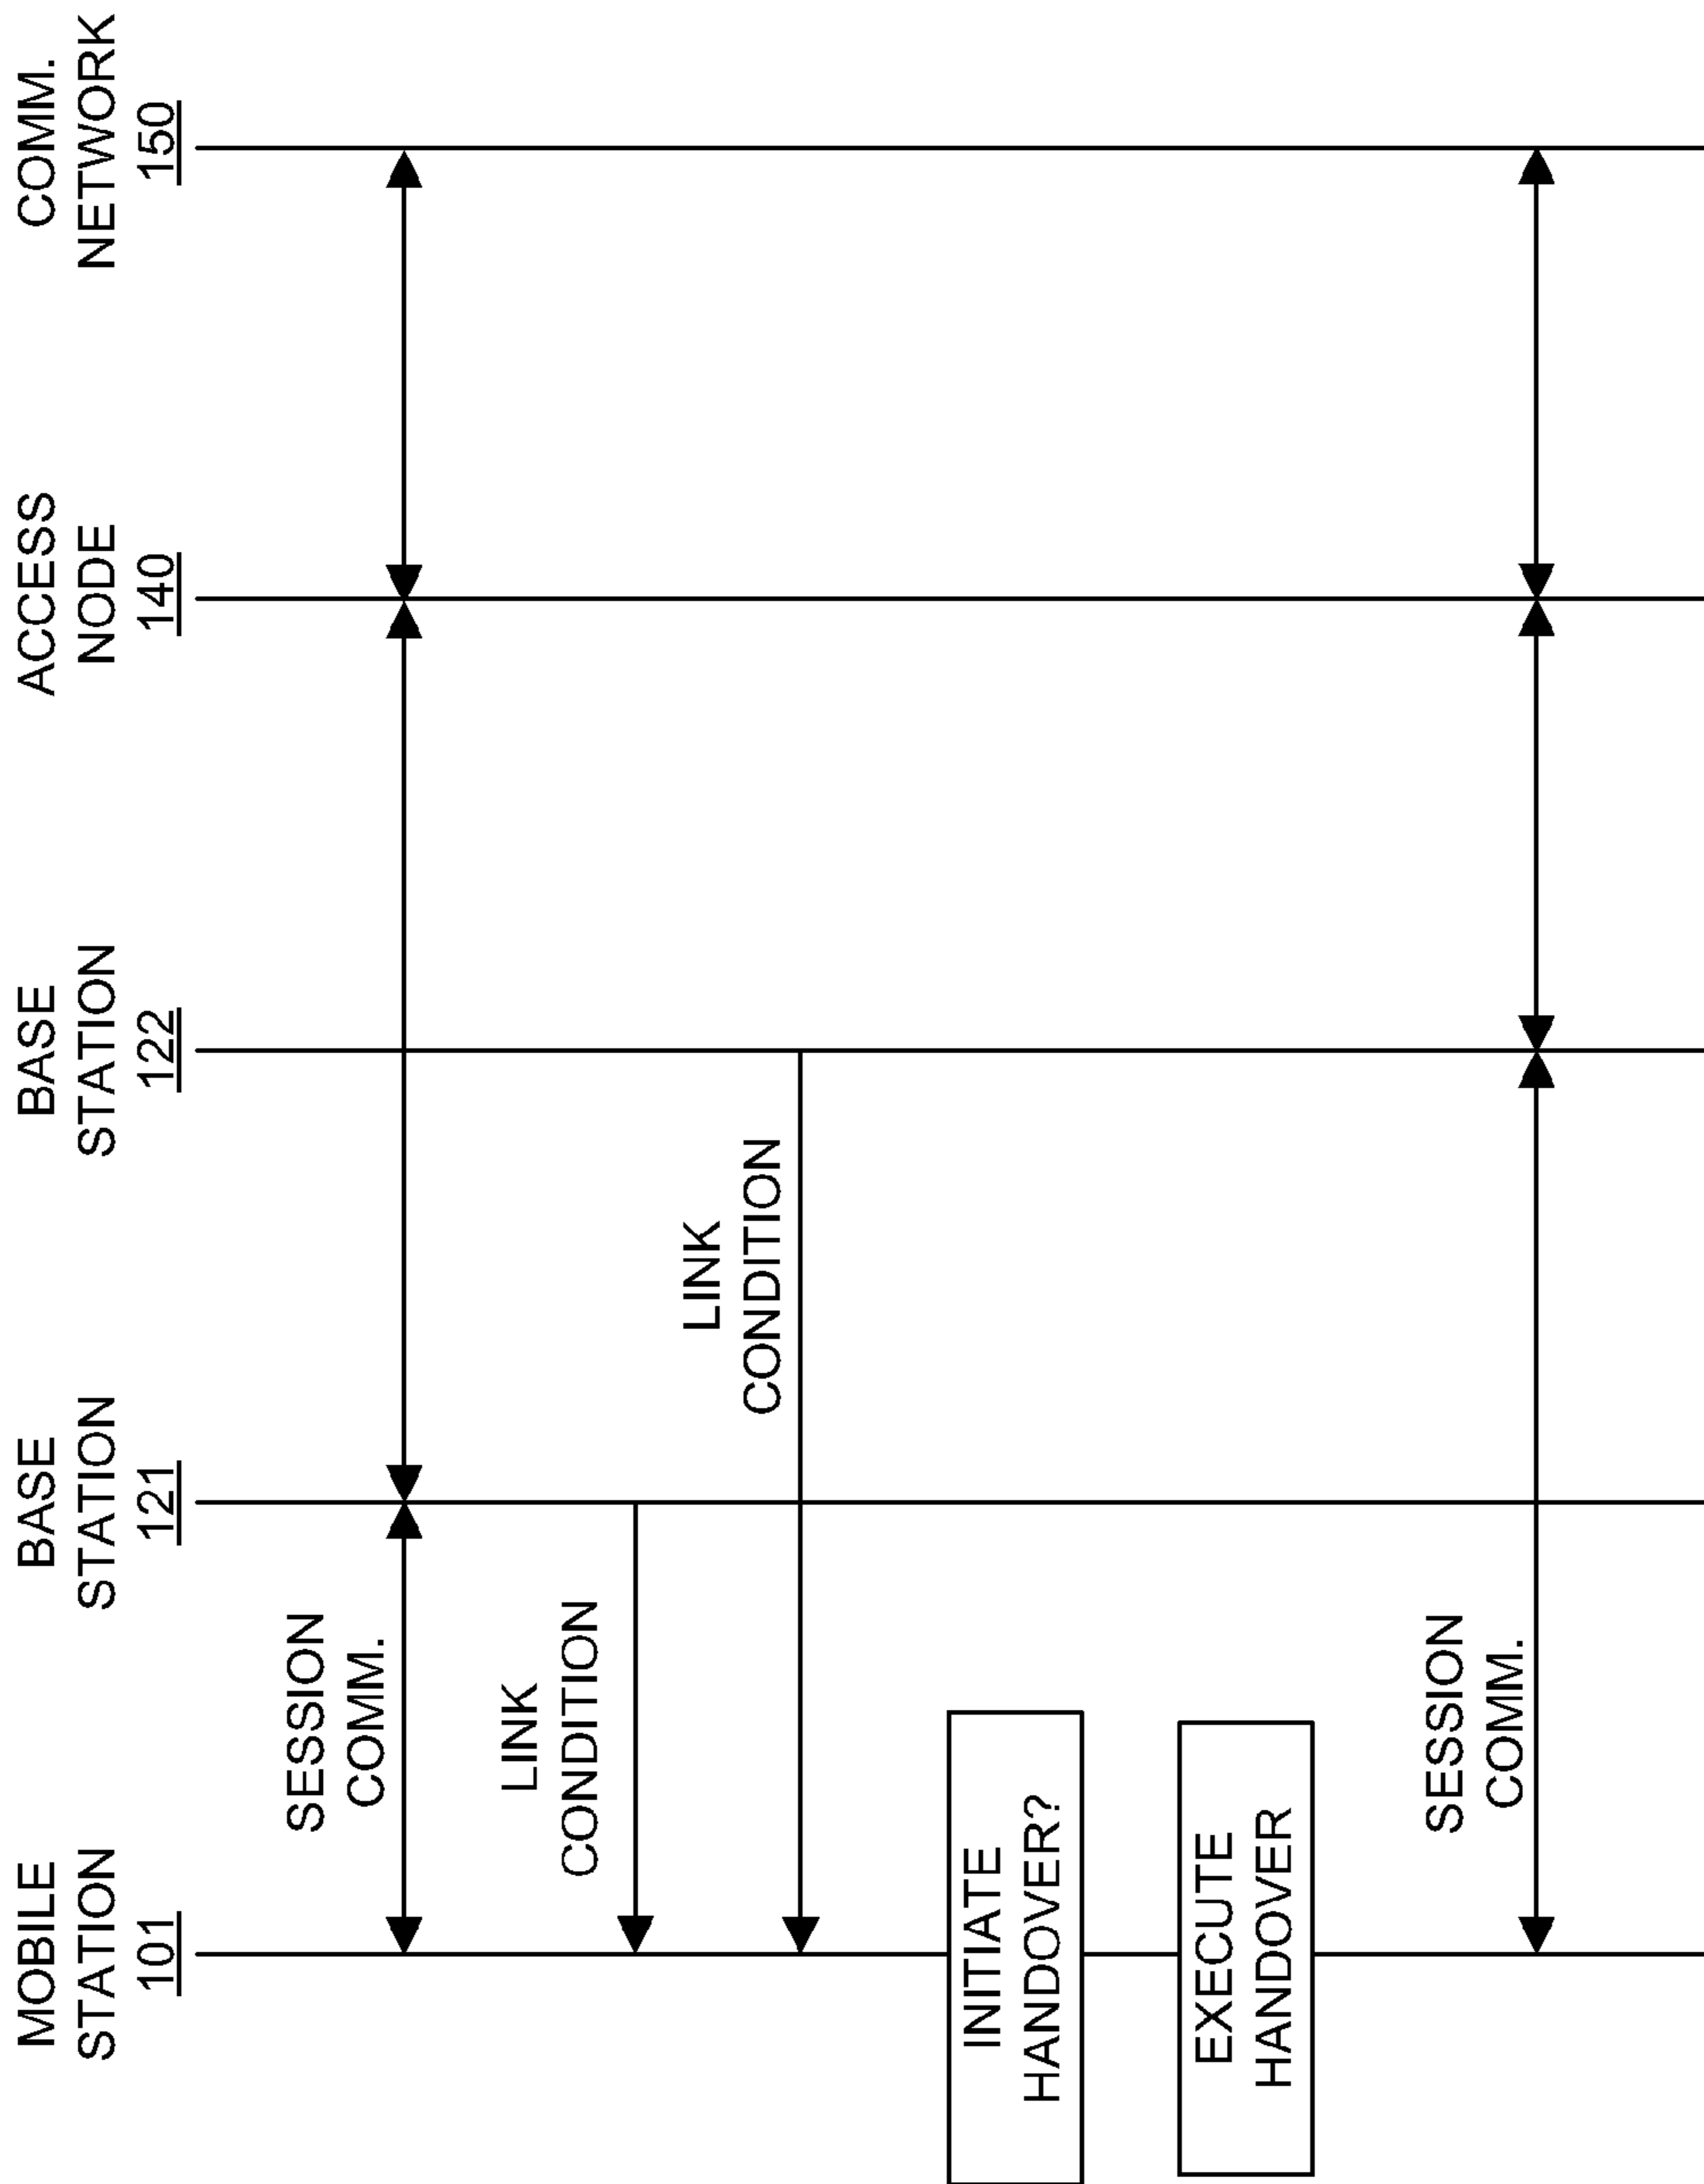 MOBILE
STATION
101
BASE
STATION
121
BASE
STATION
122
ACCESS
NODE
140
COMM.
NETWORK
150
SESSION
COMM.
LINK
CONDITION
LINK
CONDITION
INITIATE
HANDOVER?
EXECUTE
HANDOVER
SESSION
COMM.